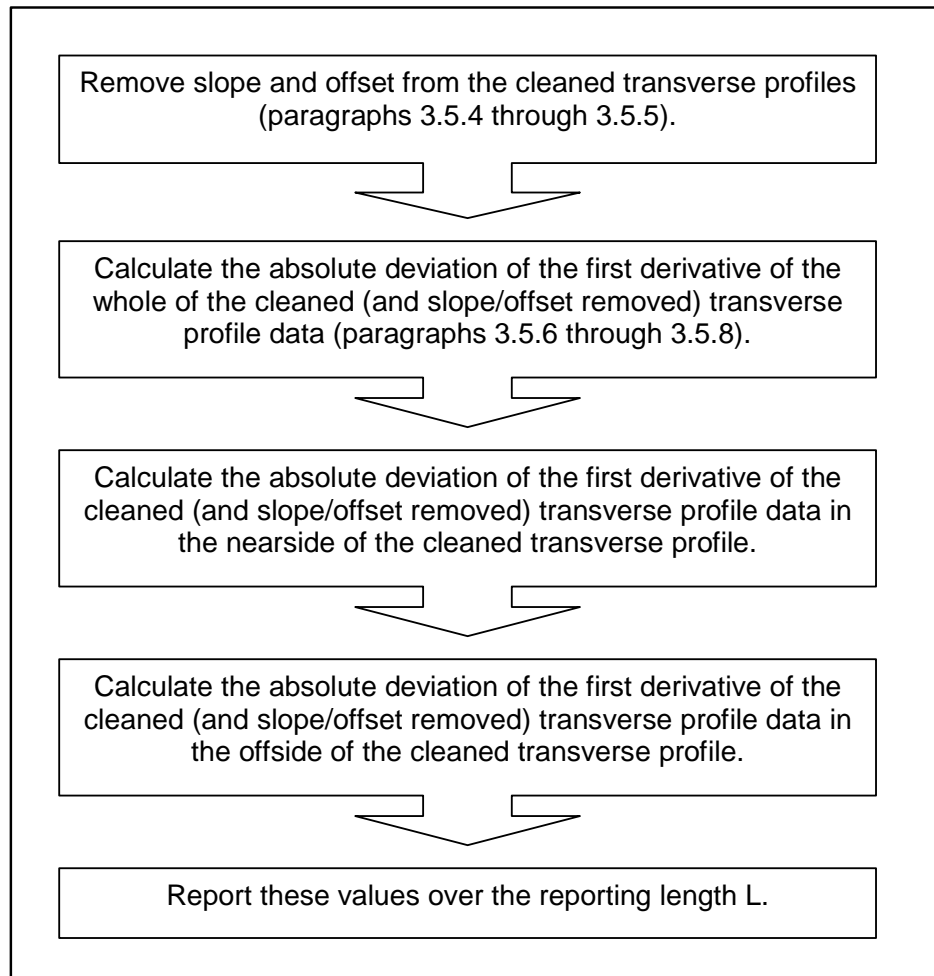 Remove slope and offset from the cleaned transverse profiles
(paragraphs 3.5.4 through 3.5.5).
Calculate the absolute deviation of the first derivative of the
whole of the cleaned (and slope/offset removed) transverse
profile data (paragraphs 3.5.6 through 3.5.8).
Calculate the absolute deviation of the first derivative of the
cleaned (and slope/offset removed) transverse profile data in
the nearside of the cleaned transverse profile.
Calculate the absolute deviation of the first derivative of the
cleaned (and slope/offset removed) transverse profile data in
the offside of the cleaned transverse profile.
Report these values over the reporting length L.